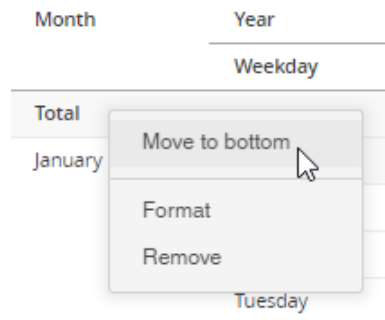 Month Year
Weekday
Total
Move to bottom
January
Format
Remove
Tuesday